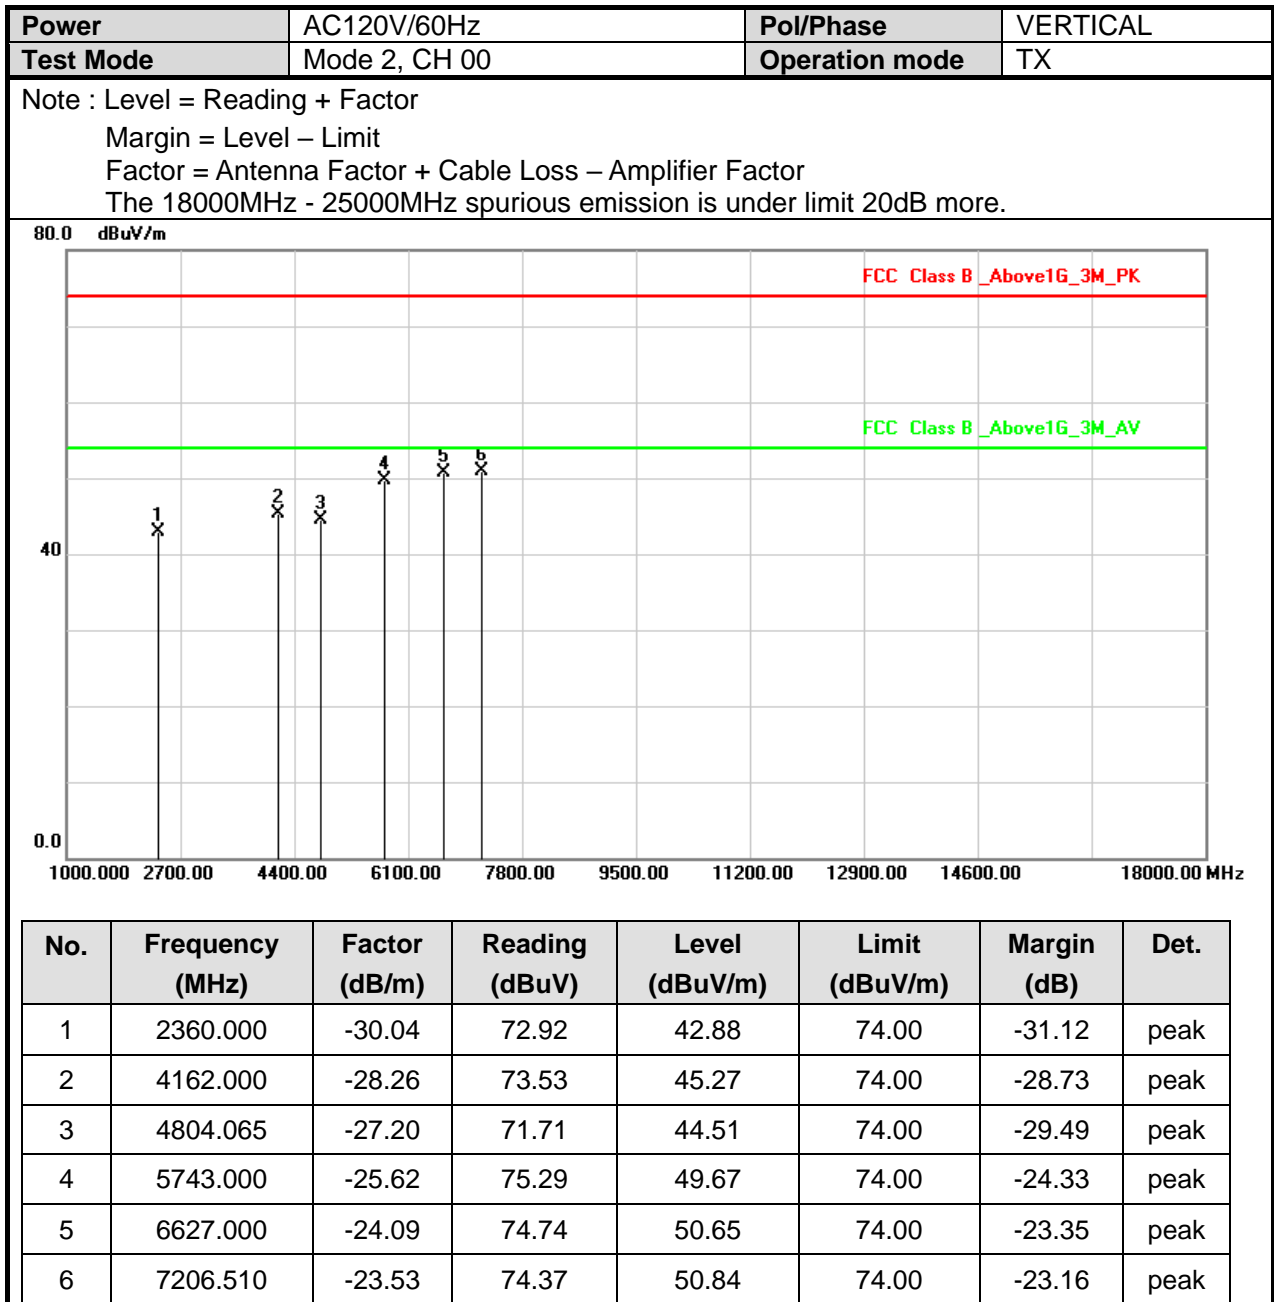 Power AC120V/60Hz Pol/Phase VERTICAL
Test Mode Mode 2, CH 00 Operation mode TX
Note : Level = Reading + Factor
Margin = Level – Limit
Factor = Antenna Factor + Cable Loss – Amplifier Factor
The 18000MHz - 25000MHz spurious emission is under limit 20dB more.
80.0 dBuV/m
FCC Class B _Above1G_3M_PK
FCC Class B _Above1G_3M_AV
1 2 3 4 5 6
40
0.0
1000.000 2700.00 4400.00 6100.00 7800.00 9500.00 11200.00 12900.00 14600.00 18000.00 MHz
No. Frequency Factor Reading Level Limit Margin Det.
(MHz) (dB/m) (dBuV) (dBuV/m) (dBuV/m) (dB)
1 2360.000 -30.04 72.92 42.88 74.00 -31.12 peak
2 4162.000 -28.26 73.53 45.27 74.00 -28.73 peak
3 4804.065 -27.20 71.71 44.51 74.00 -29.49 peak
4 5743.000 -25.62 75.29 49.67 74.00 -24.33 peak
5 6627.000 -24.09 74.74 50.65 74.00 -23.35 peak
6 7206.510 -23.53 74.37 50.84 74.00 -23.16 peak